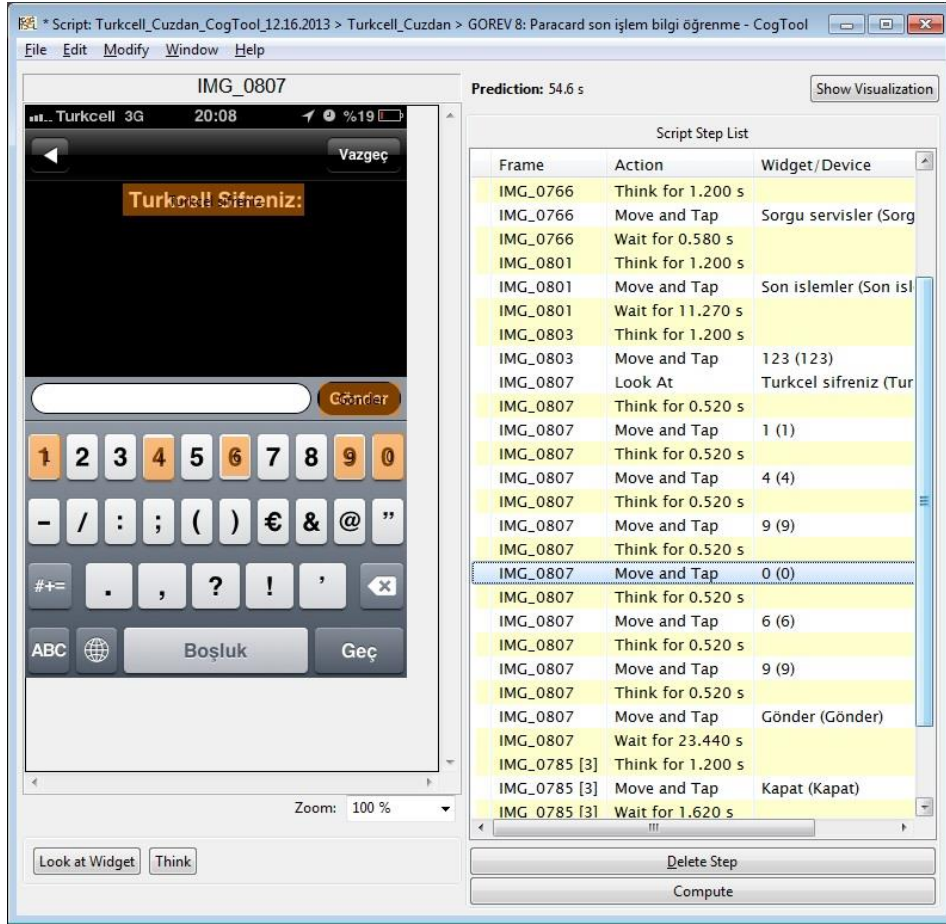 * Script: Turkcell_Cuzdan_CogTool_12.16.2013 > Turkcell_Cuzdan > GOREV 8: Paracard son işlem bilgi öğrenme - CogTool
File Edit Modify Window Help
IMG_0807
Turkcell 3G 20:08 %19
Vazgeç
Turkcell Sifreniz:
Gönder
1 2 3 4 5 6 7 8 9 0
- / : ; ( ) € & @ ”
#+= . , ? ! ’
ABC Boşluk Geç
Zoom: 100 %
Look at Widget Think
Prediction: 54.6 s Show Visualization
Script Step List
Frame Action Widget/Device
IMG_0766 Think for 1.200 s
IMG_0766 Move and Tap Sorgu servisler (Sorg
IMG_0766 Wait for 0.580 s
IMG_0801 Think for 1.200 s
IMG_0801 Move and Tap Son islemler (Son isl
IMG_0801 Wait for 11.270 s
IMG_0803 Think for 1.200 s
IMG_0803 Move and Tap 123 (123)
IMG_0807 Look At Turkcel sifreniz (Tur
IMG_0807 Think for 0.520 s
IMG_0807 Move and Tap 1 (1)
IMG_0807 Think for 0.520 s
IMG_0807 Move and Tap 4 (4)
IMG_0807 Think for 0.520 s
IMG_0807 Move and Tap 9 (9)
IMG_0807 Think for 0.520 s
IMG_0807 Move and Tap 0 (0)
IMG_0807 Think for 0.520 s
IMG_0807 Move and Tap 6 (6)
IMG_0807 Think for 0.520 s
IMG_0807 Move and Tap 9 (9)
IMG_0807 Think for 0.520 s
IMG_0807 Move and Tap Gönder (Gönder)
IMG_0807 Wait for 23.440 s
IMG_0785 [3] Think for 1.200 s
IMG_0785 [3] Move and Tap Kapat (Kapat)
IMG_0785 [3] Wait for 1.620 s
Delete Step
Compute